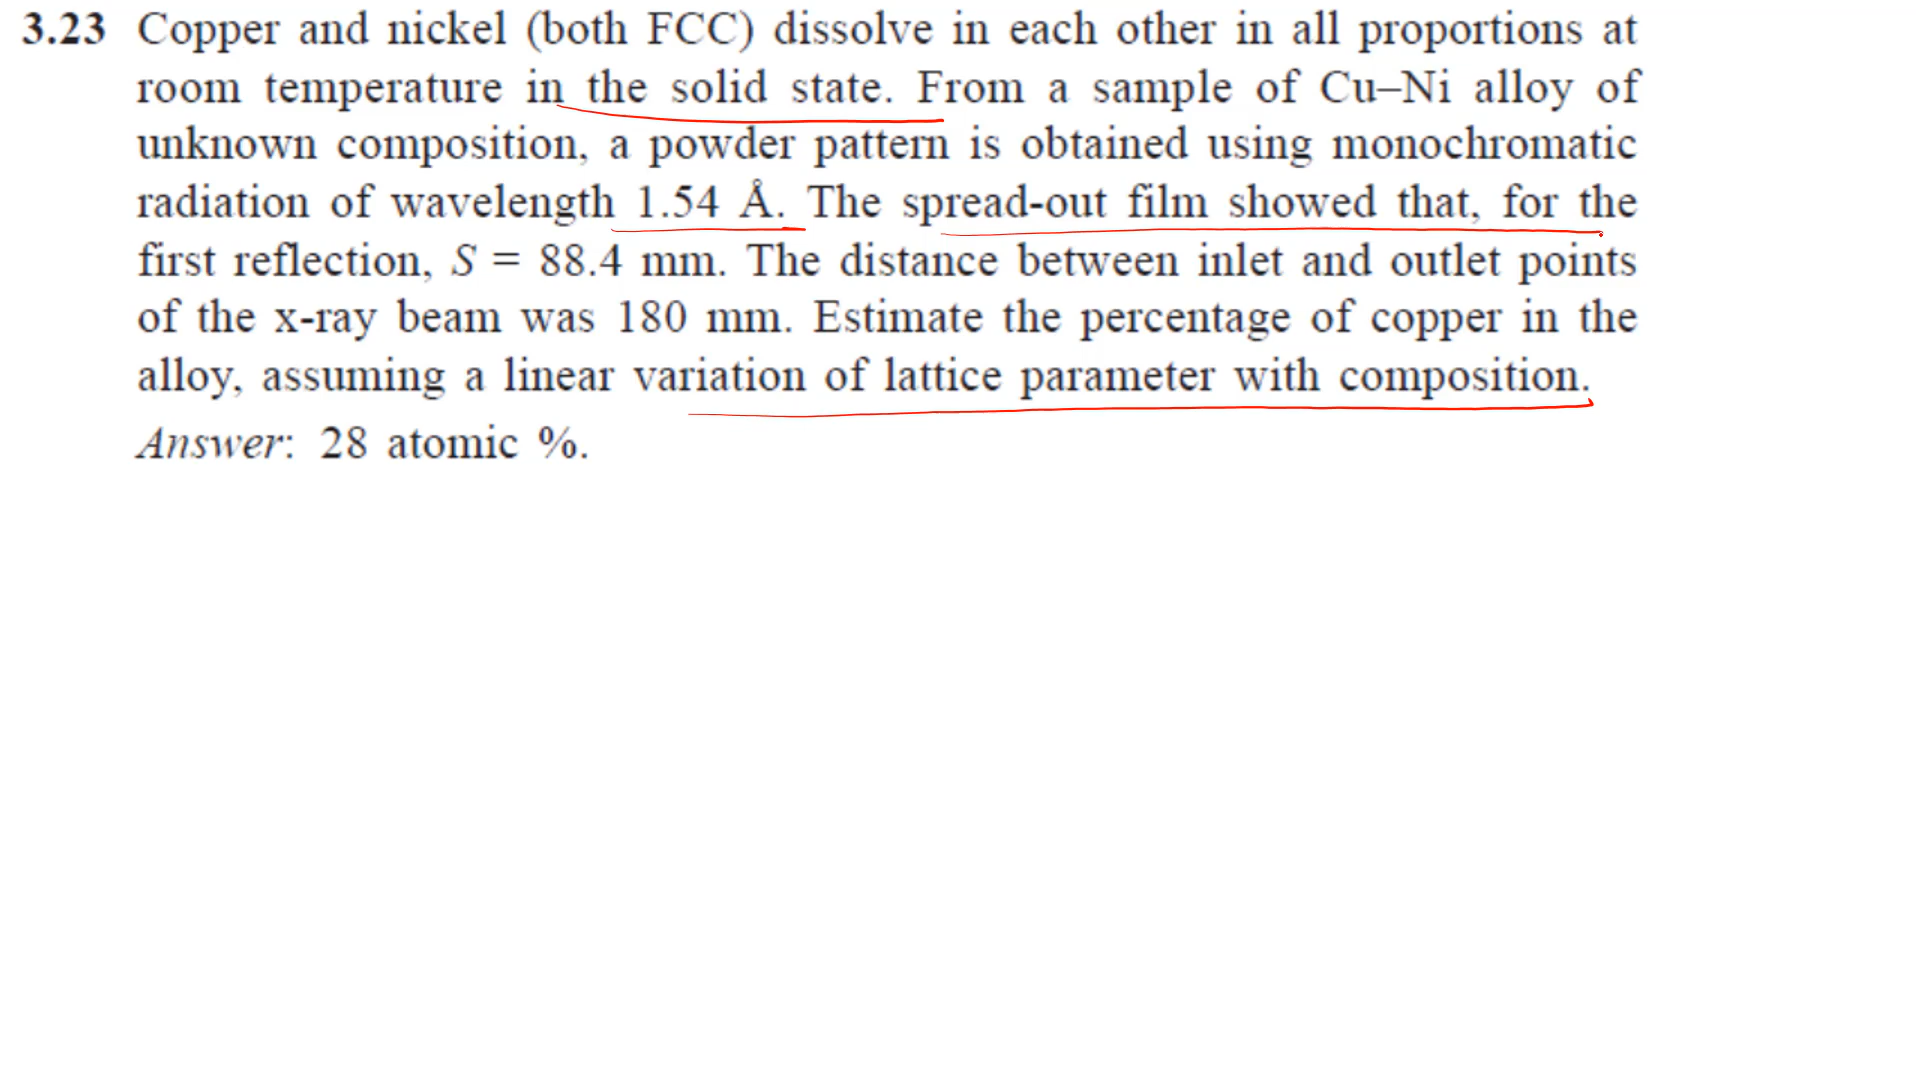 3.23 Copper and nickel (both FCC) dissolve in each other in all proportions at
room temperature in the solid state. From a sample of Cu–Ni alloy of
unknown composition, a powder pattern is obtained using monochromatic
radiation of wavelength 1.54 Å. The spread-out film showed that, for the
first reflection, S = 88.4 mm. The distance between inlet and outlet points
of the x-ray beam was 180 mm. Estimate the percentage of copper in the
alloy, assuming a linear variation of lattice parameter with composition.
Answer: 28 atomic %.